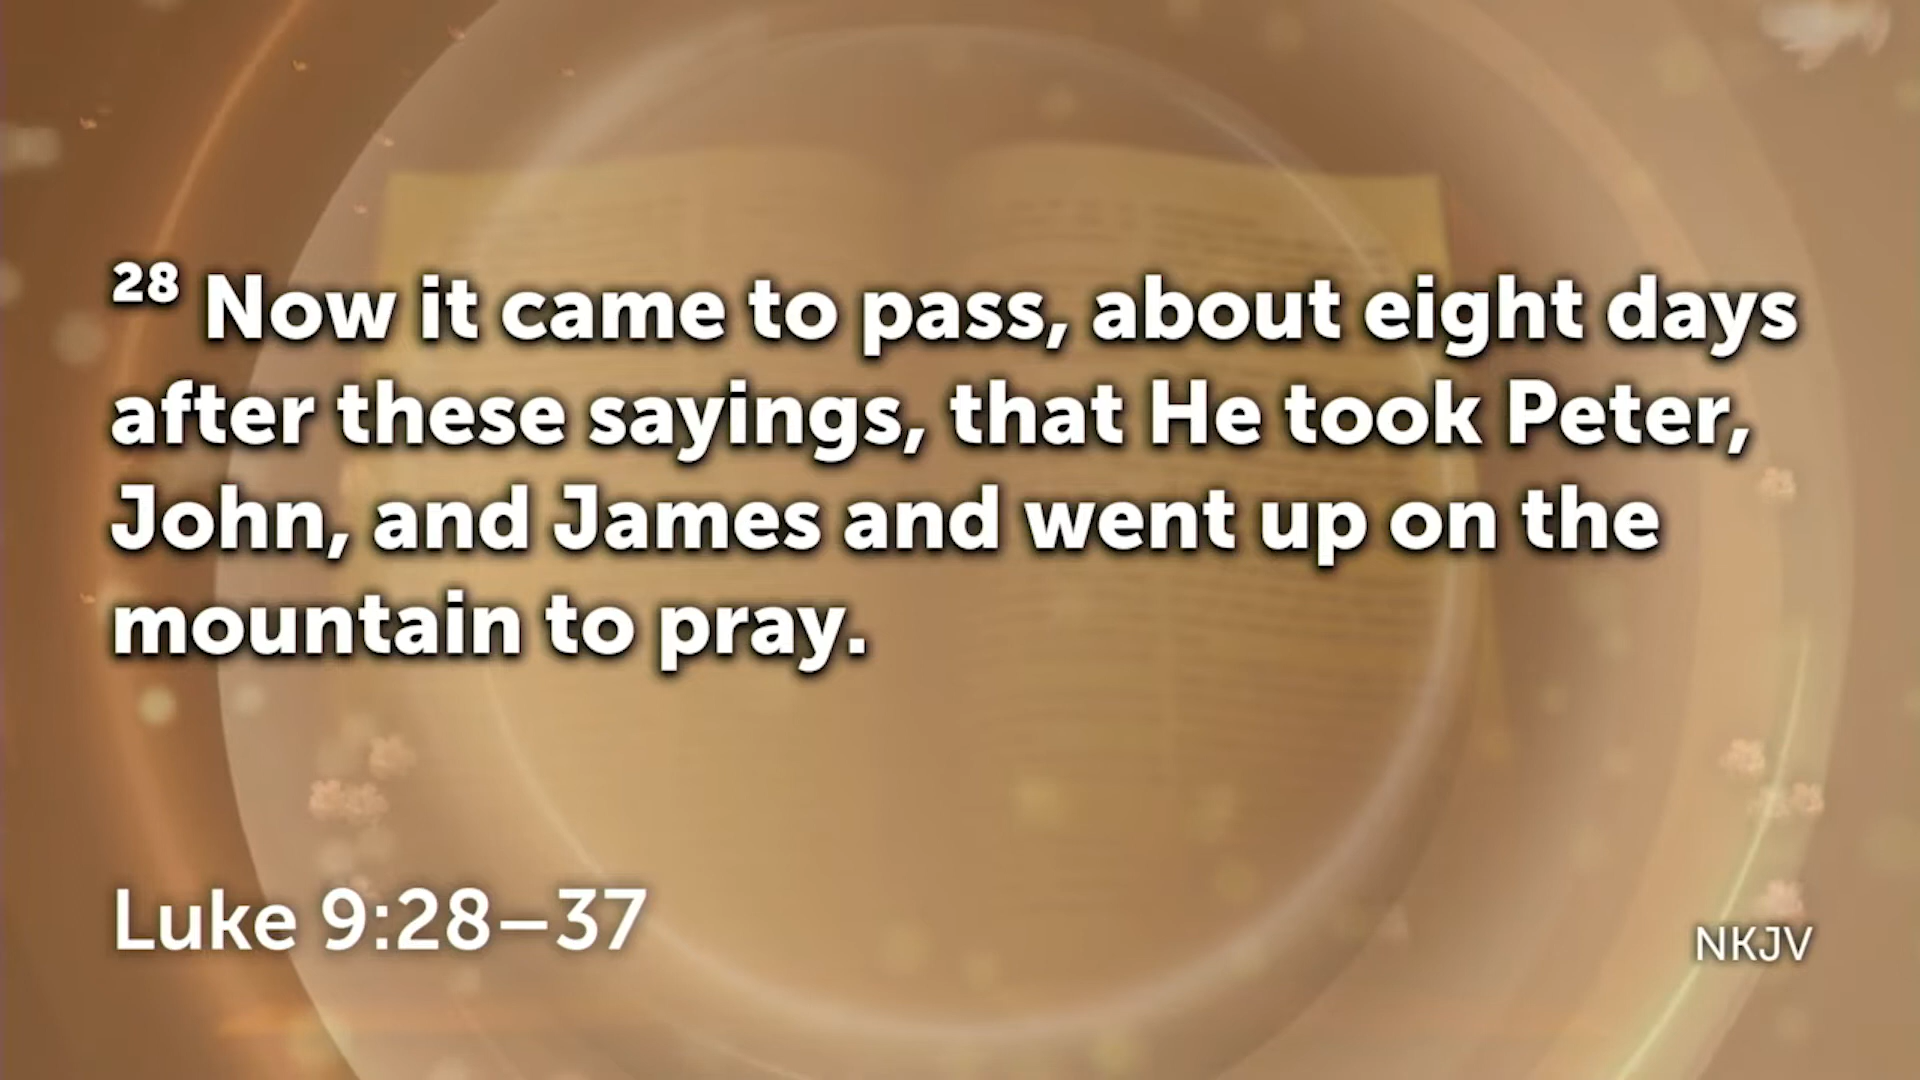 28 Now it came to pass, about eight days
after these sayings, that He took Peter,
John, and James and went up on the
mountain to pray.
Luke 9:28–37
NKJV